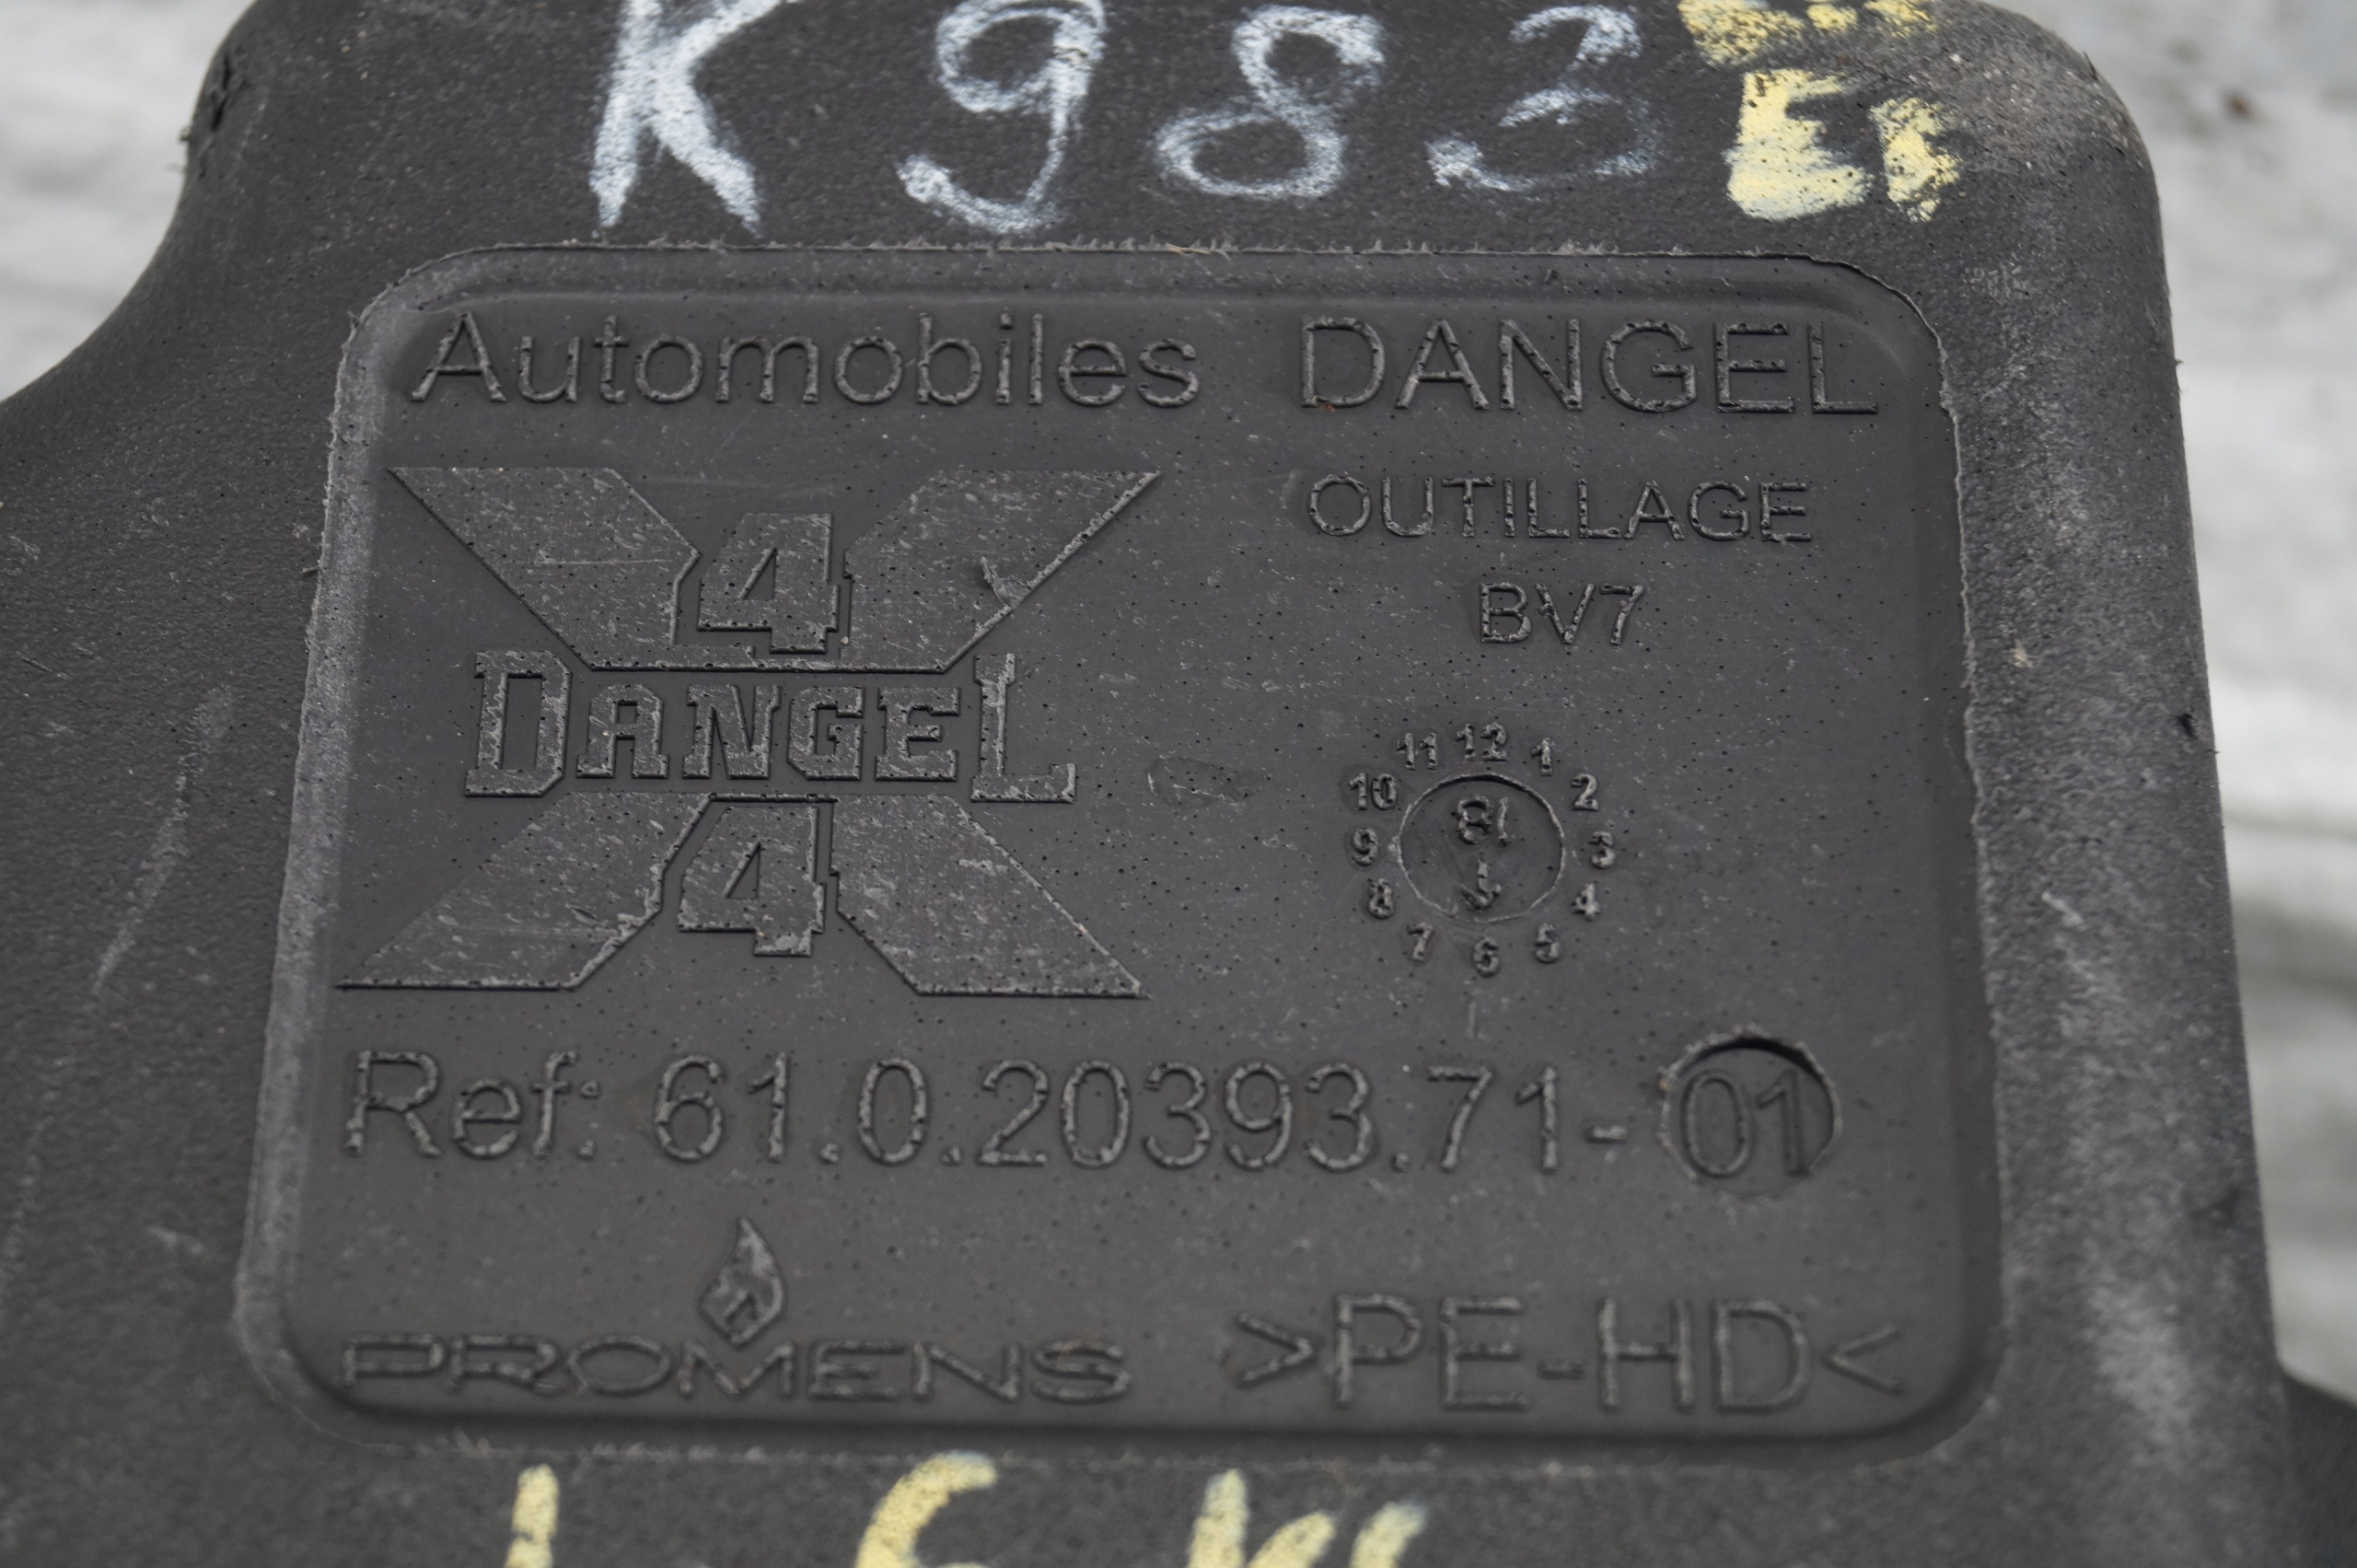 K983
Automobiles DANGEL
OUTILLAGE
BV7
4
DANGEL
4
11 12 1
10 2
18
9 3
8 4
7 6 5
Ref: 61.0.20393.71-01
PROMENS >PE-HD<